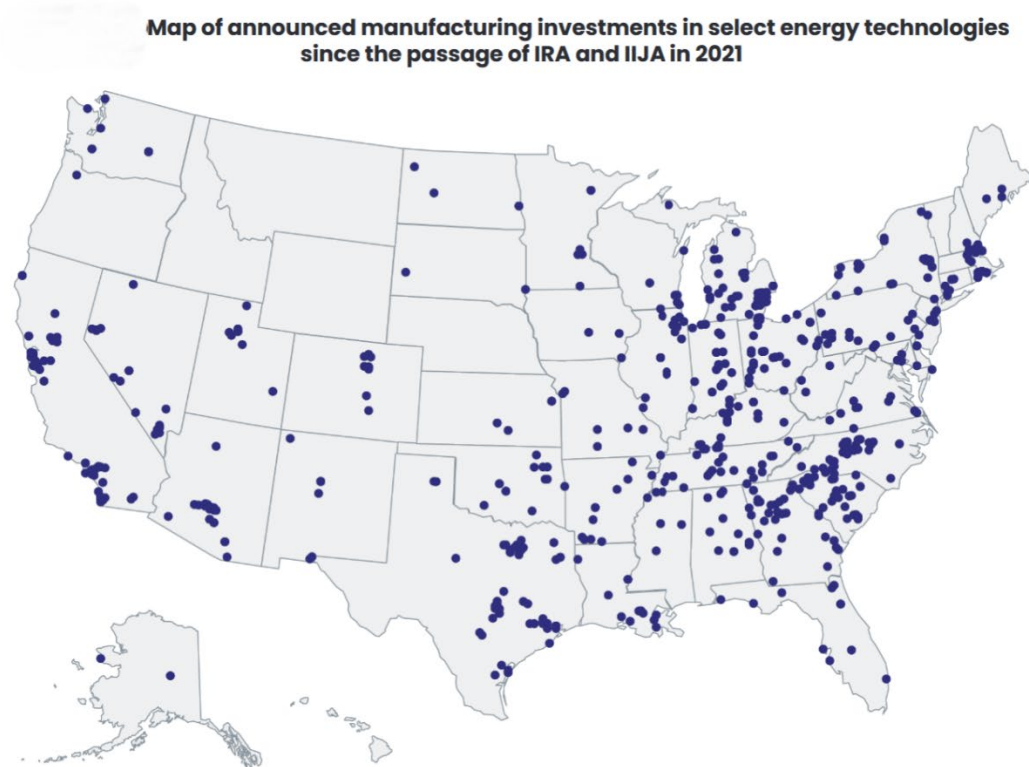 Map of announced manufacturing investments in select energy technologies
since the passage of IRA and IIJA in 2021